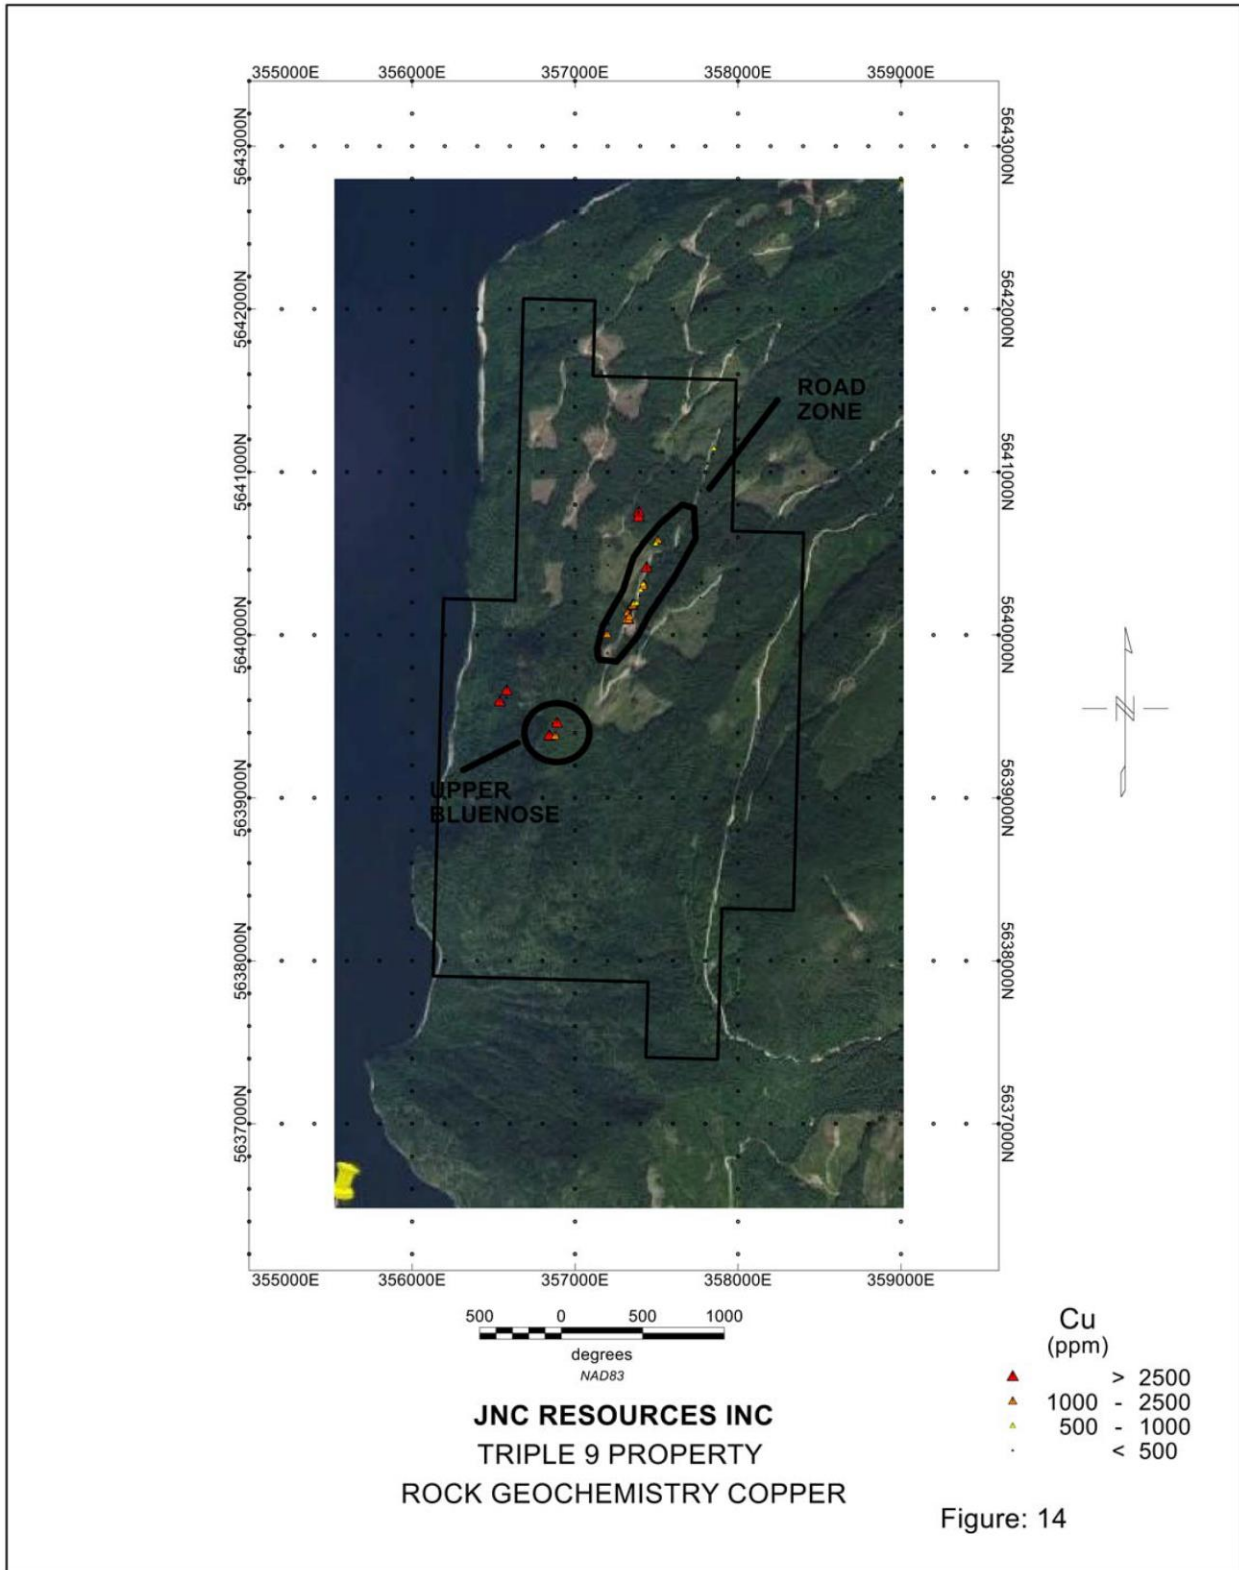 355000E 356000E 357000E 358000E 359000E
5643000N 5643000N
5642000N 5642000N
ROAD
ZONE
5641000N 5641000N
5640000N 5640000N
N
UPPER
BLUENOSE
5639000N 5639000N
5638000N 5638000N
5637000N 5637000N
355000E 356000E 357000E 358000E 359000E
500 0 500 1000
degrees
NAD83
Cu
(ppm)
> 2500
1000 - 2500
500 - 1000
< 500
JNC RESOURCES INC
TRIPLE 9 PROPERTY
ROCK GEOCHEMISTRY COPPER
Figure: 14